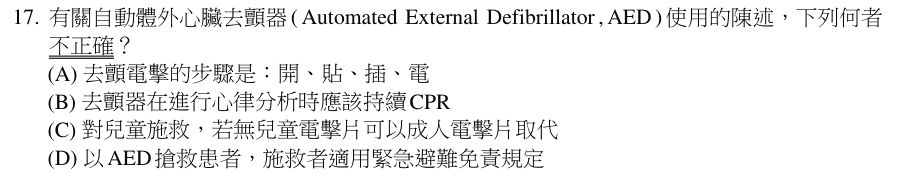 17. 有關自動體外心臟去顫器(Automated External Defibrillator, AED)使用的陳述，下列何者
不正確？
(A) 去顫電擊的步驟是：開、貼、插、電
(B) 去顫器在進行心律分析時應該持續CPR
(C) 對兒童施救，若無兒童電擊片可以成人電擊片取代
(D) 以AED搶救患者，施救者適用緊急避難免責規定